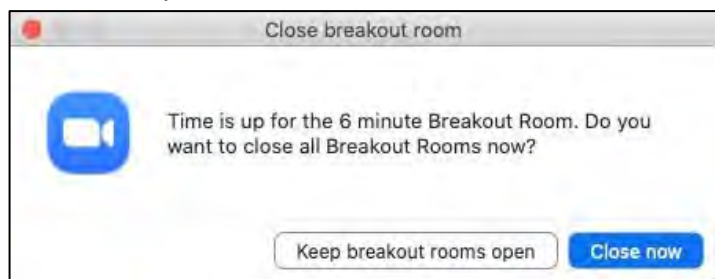 Close breakout room
Time is up for the 6 minute Breakout Room. Do you
want to close all Breakout Rooms now?
Keep breakout rooms open
Close now